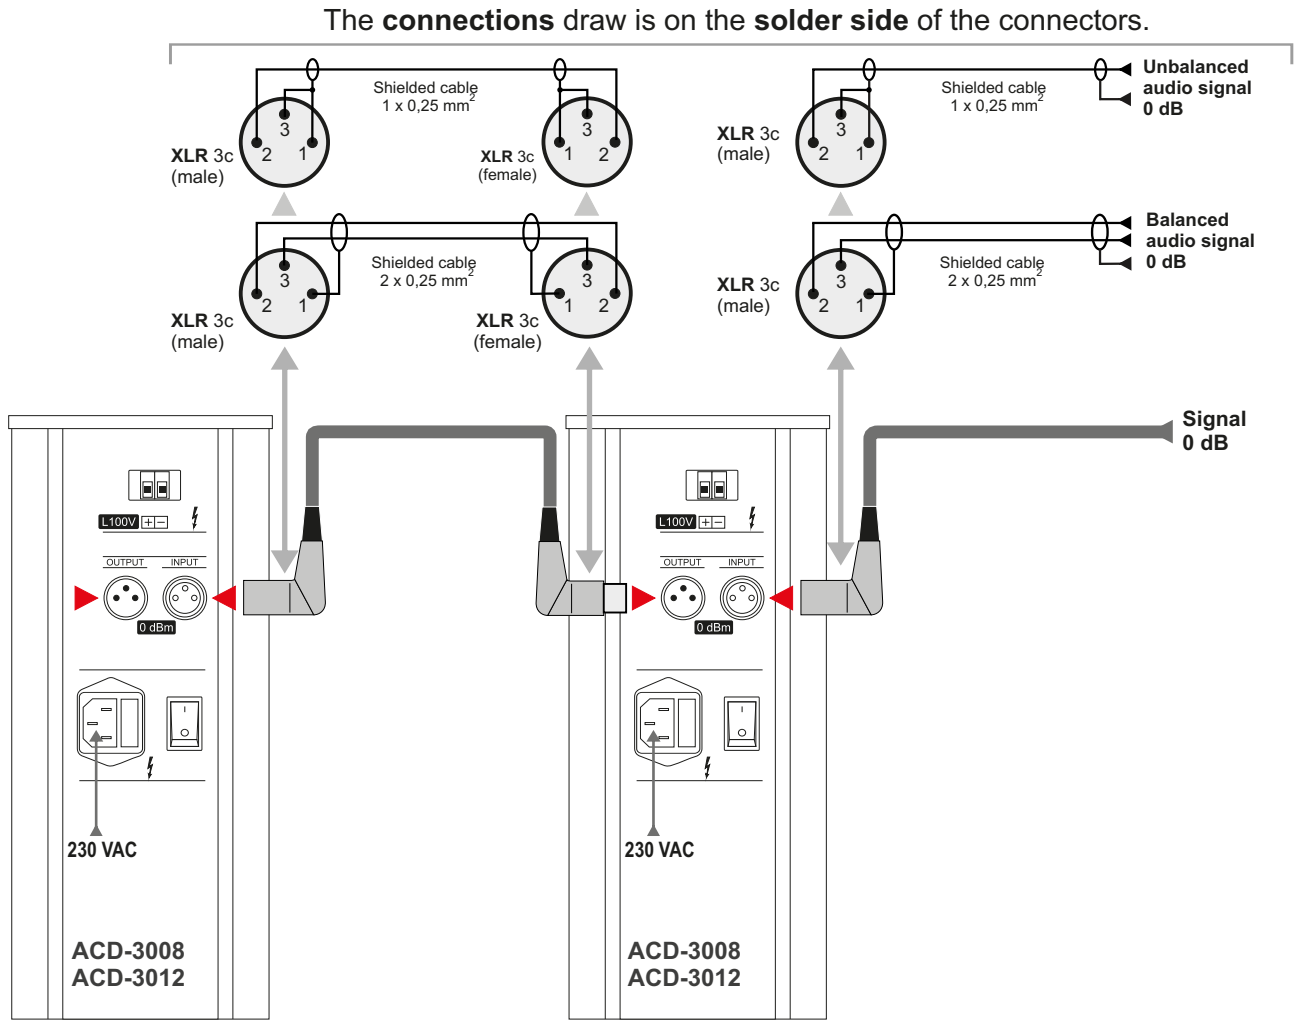 The connections draw is on the solder side of the connectors.
Shielded cable
1 x 0,25 mm²
3
2
1
XLR 3c
(male)
3
1
2
XLR 3c
(female)
Shielded cable
1 x 0,25 mm²
3
2
1
XLR 3c
(male)
Unbalanced
audio signal
0 dB
Shielded cable
2 x 0,25 mm²
3
2
1
XLR 3c
(male)
3
1
2
XLR 3c
(female)
Shielded cable
2 x 0,25 mm²
3
2
1
XLR 3c
(male)
Balanced
audio signal
0 dB
Signal
0 dB
L100V + −
OUTPUT INPUT
0 dBm
I
O
230 VAC
ACD-3008
ACD-3012
L100V + −
OUTPUT INPUT
0 dBm
I
O
230 VAC
ACD-3008
ACD-3012